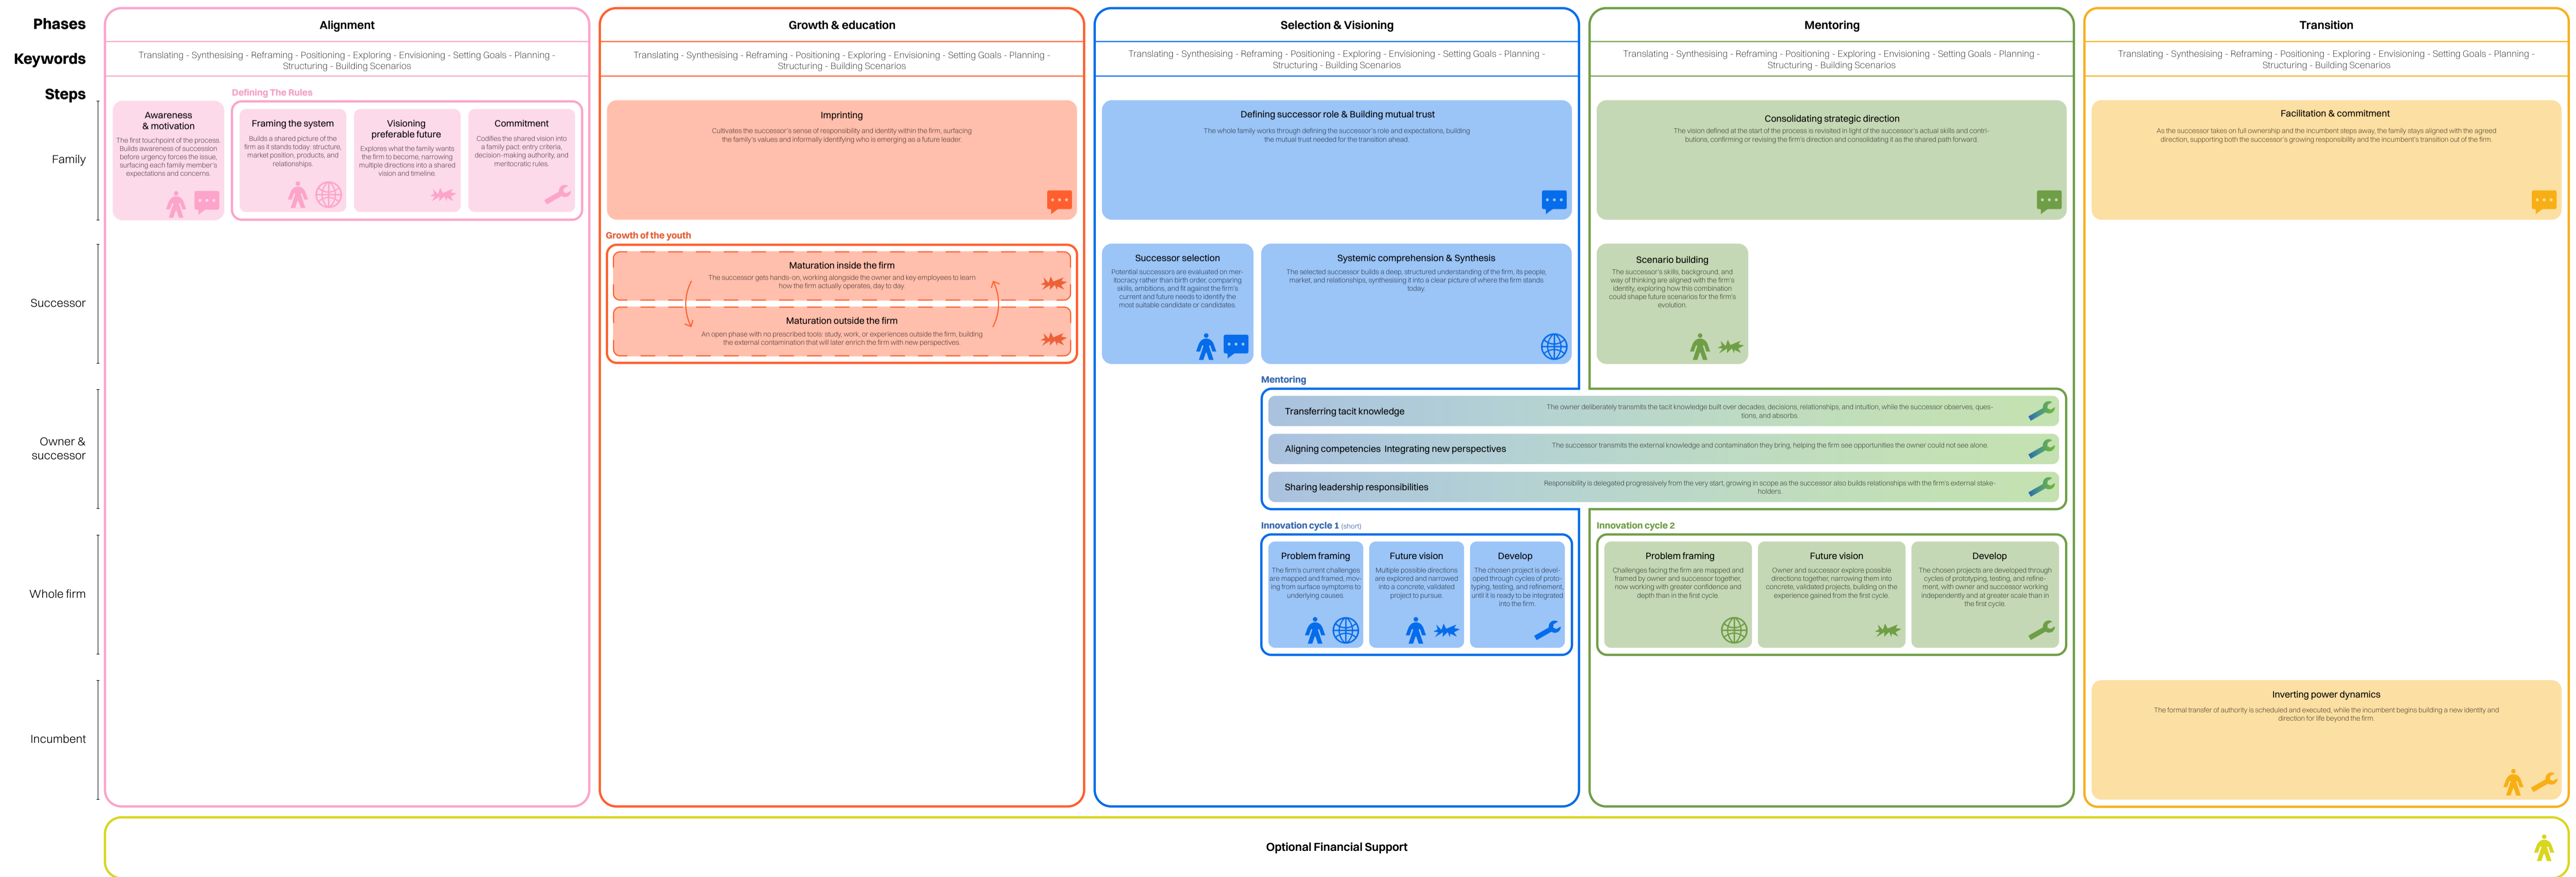 Phases
Alignment
Growth & education
Selection & Visioning
Mentoring
Transition
Keywords
Translating - Synthesising - Reframing - Positioning - Exploring - Envisioning - Setting Goals - Planning -
Structuring - Building Scenarios
Translating - Synthesising - Reframing - Positioning - Exploring - Envisioning - Setting Goals - Planning -
Structuring - Building Scenarios
Translating - Synthesising - Reframing - Positioning - Exploring - Envisioning - Setting Goals - Planning -
Structuring - Building Scenarios
Translating - Synthesising - Reframing - Positioning - Exploring - Envisioning - Setting Goals - Planning -
Structuring - Building Scenarios
Translating - Synthesising - Reframing - Positioning - Exploring - Envisioning - Setting Goals - Planning -
Structuring - Building Scenarios
Steps
Family
Awareness
& motivation
The first touchpoint of the process.
Builds awareness of succession
before urgency forces the issue,
surfacing each family member's
expectations and concerns.
Defining The Rules
Framing the system
Builds a shared picture of the
firm as it stands today: structure,
market position, products, and
relationships.
Visioning
preferable future
Explores what the family wants
the firm to become, narrowing
multiple directions into a shared
vision and timeline.
Commitment
Codifies the shared vision into
a family pact: entry criteria,
decision-making authority, and
meritocratic rules.
Imprinting
Cultivates the successor's sense of responsibility and identity within the firm, surfacing
the family's values and informally identifying who is emerging as a future leader.
Defining successor role & Building mutual trust
The whole family works through defining the successor's role and expectations, building
the mutual trust needed for the transition ahead.
Consolidating strategic direction
The vision defined at the start of the process is revisited in light of the successor's actual skills and contri-
butions, confirming or revising the firm's direction and consolidating it as the shared path forward.
Facilitation & commitment
As the successor takes on full ownership and the incumbent steps away, the family stays aligned with the agreed
direction, supporting both the successor's growing responsibility and the incumbent's transition out of the firm.
Successor
Growth of the youth
Maturation inside the firm
The successor gets hands-on, working alongside the owner and key employees to learn
how the firm actually operates, day to day.
Maturation outside the firm
An open phase with no prescribed tools: study, work, or experiences outside the firm, building
the external contamination that will later enrich the firm with new perspectives.
Successor selection
Potential successors are evaluated on mer-
itocracy rather than birth order, comparing
skills, ambitions, and fit against the firm's
current and future needs to identify the
most suitable candidate or candidates.
Systemic comprehension & Synthesis
The selected successor builds a deep, structured understanding of the firm, its people,
market, and relationships, synthesising it into a clear picture of where the firm stands
today.
Scenario building
The successor's skills, background, and
way of thinking are aligned with the firm's
identity, exploring how this combination
could shape future scenarios for the firm's
evolution.
Owner &
successor
Mentoring
Transferring tacit knowledge
The owner deliberately transmits the tacit knowledge built over decades, decisions, relationships, and intuition, while the successor observes, ques-
tions, and absorbs.
Aligning competencies Integrating new perspectives
The successor transmits the external knowledge and contamination they bring, helping the firm see opportunities the owner could not see alone.
Sharing leadership responsibilities
Responsibility is delegated progressively from the very start, growing in scope as the successor also builds relationships with the firm's external stake-
holders.
Whole firm
Innovation cycle 1 (short)
Problem framing
The firm's current challenges
are mapped and framed, mov-
ing from surface symptoms to
underlying causes.
Future vision
Multiple possible directions
are explored and narrowed
into a concrete, validated
project to pursue.
Develop
The chosen project is devel-
oped through cycles of proto-
typing, testing, and refinement,
until it is ready to be integrated
into the firm.
Innovation cycle 2
Problem framing
Challenges facing the firm are mapped and
framed by owner and successor together,
now working with greater confidence and
depth than in the first cycle.
Future vision
Owner and successor explore possible
directions together, narrowing them into
concrete, validated projects, building on the
experience gained from the first cycle.
Develop
The chosen projects are developed through
cycles of prototyping, testing, and refine-
ment, with owner and successor working
independently and at greater scale than in
the first cycle.
Incumbent
Inverting power dynamics
The formal transfer of authority is scheduled and executed, while the incumbent begins building a new identity and
direction for life beyond the firm.
Optional Financial Support